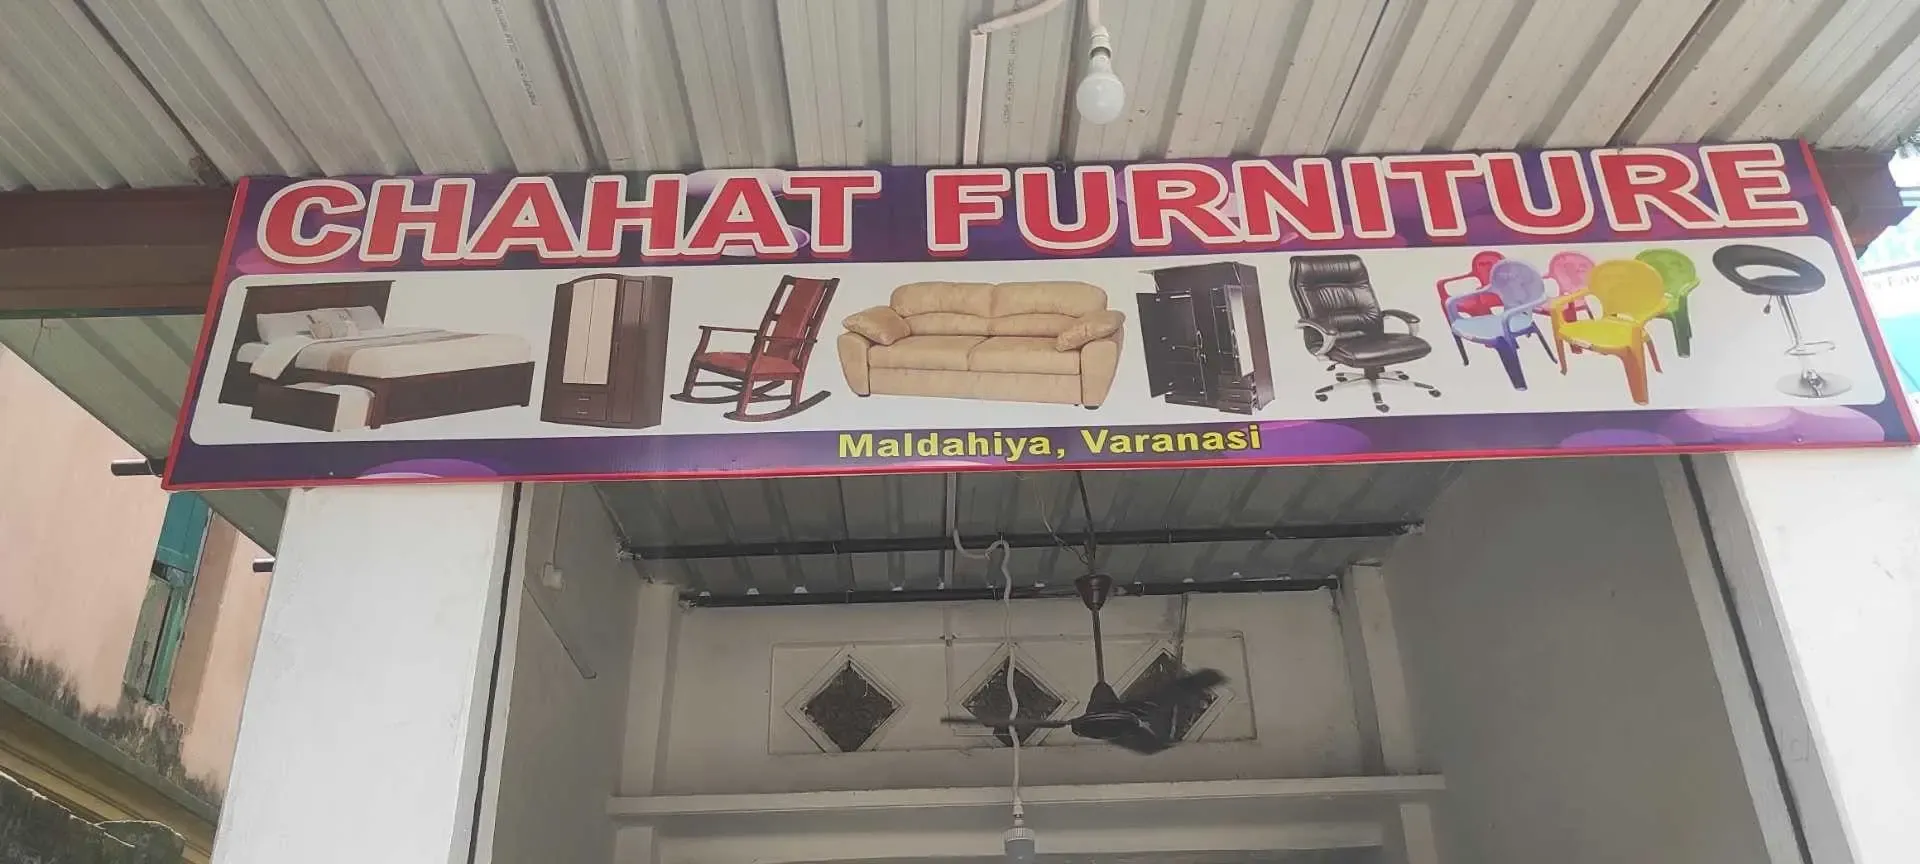 CHAHAT FURNITURE
Maldahiya, Varanasi